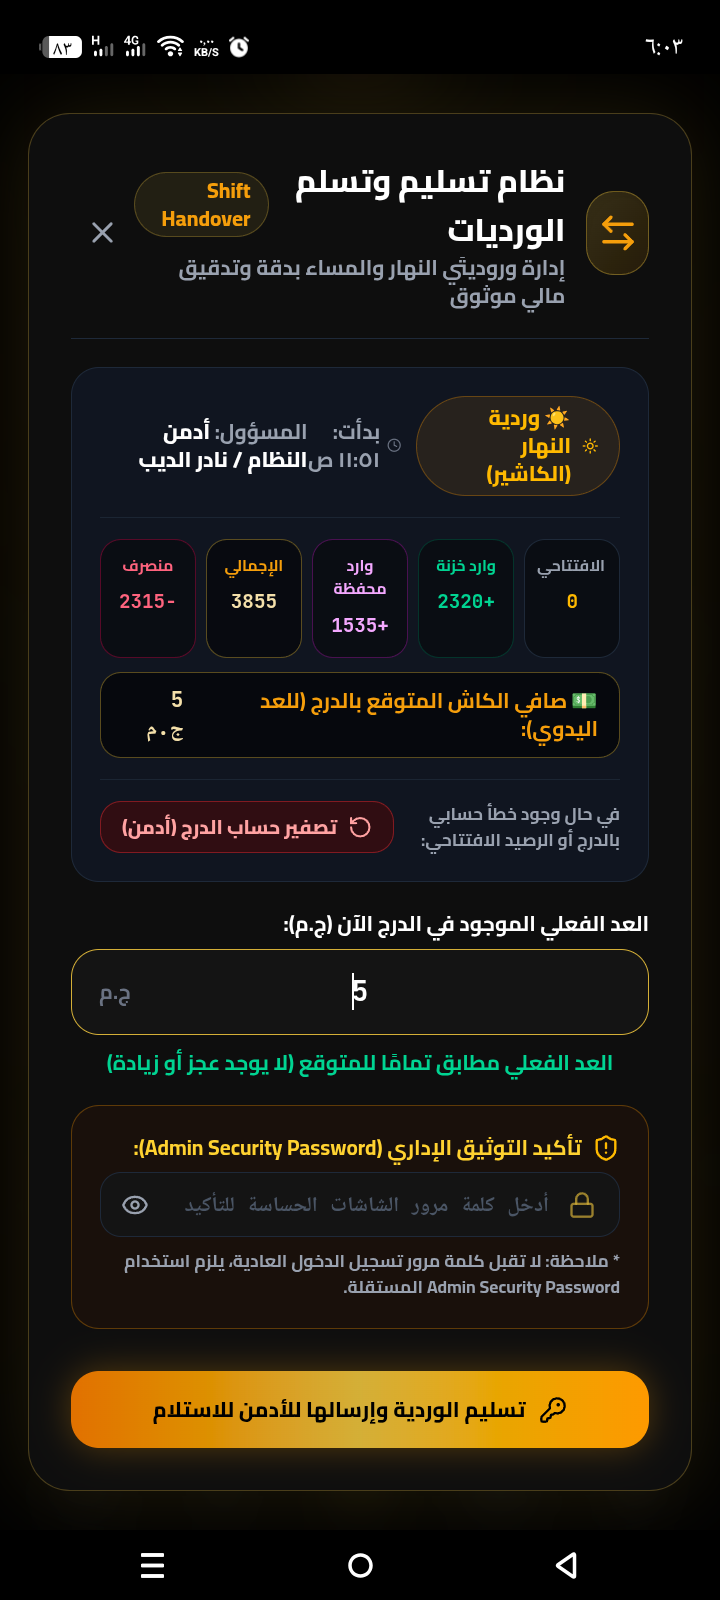 ٨٣
H
4G
KB/S
٦:٠٣
نظام تسليم وتسلم
الورديات
Shift
Handover
إدارة وروديتَي النهار والمساء بدقة وتدقيق
مالي موثوق
☀️ وردية
النهار
(الكاشير)
بدأت:
١١:٥١ ص
المسؤول: أدمن
النظام / نادر الديب
الافتتاحي
0
وارد خزنة
+2320
وارد
محفظة
+1535
الإجمالي
3855
منصرف
-2315
💵 صافي الكاش المتوقع بالدرج (للعد
اليدوي):
5
ج.م
في حال وجود خطأ حسابي
بالدرج أو الرصيد الافتتاحي:
تصفير حساب الدرج (أدمن)
العد الفعلي الموجود في الدرج الآن (ج.م):
5
ج.م
العد الفعلي مطابق تمامًا للمتوقع (لا يوجد عجز أو زيادة)
تأكيد التوثيق الإداري (Admin Security Password):
أدخل كلمة مرور الشاشات الحساسة للتأكيد
* ملاحظة: لا تقبل كلمة مرور تسجيل الدخول العادية، يلزم استخدام
Admin Security Password المستقلة.
تسليم الوردية وإرسالها للأدمن للاستلام